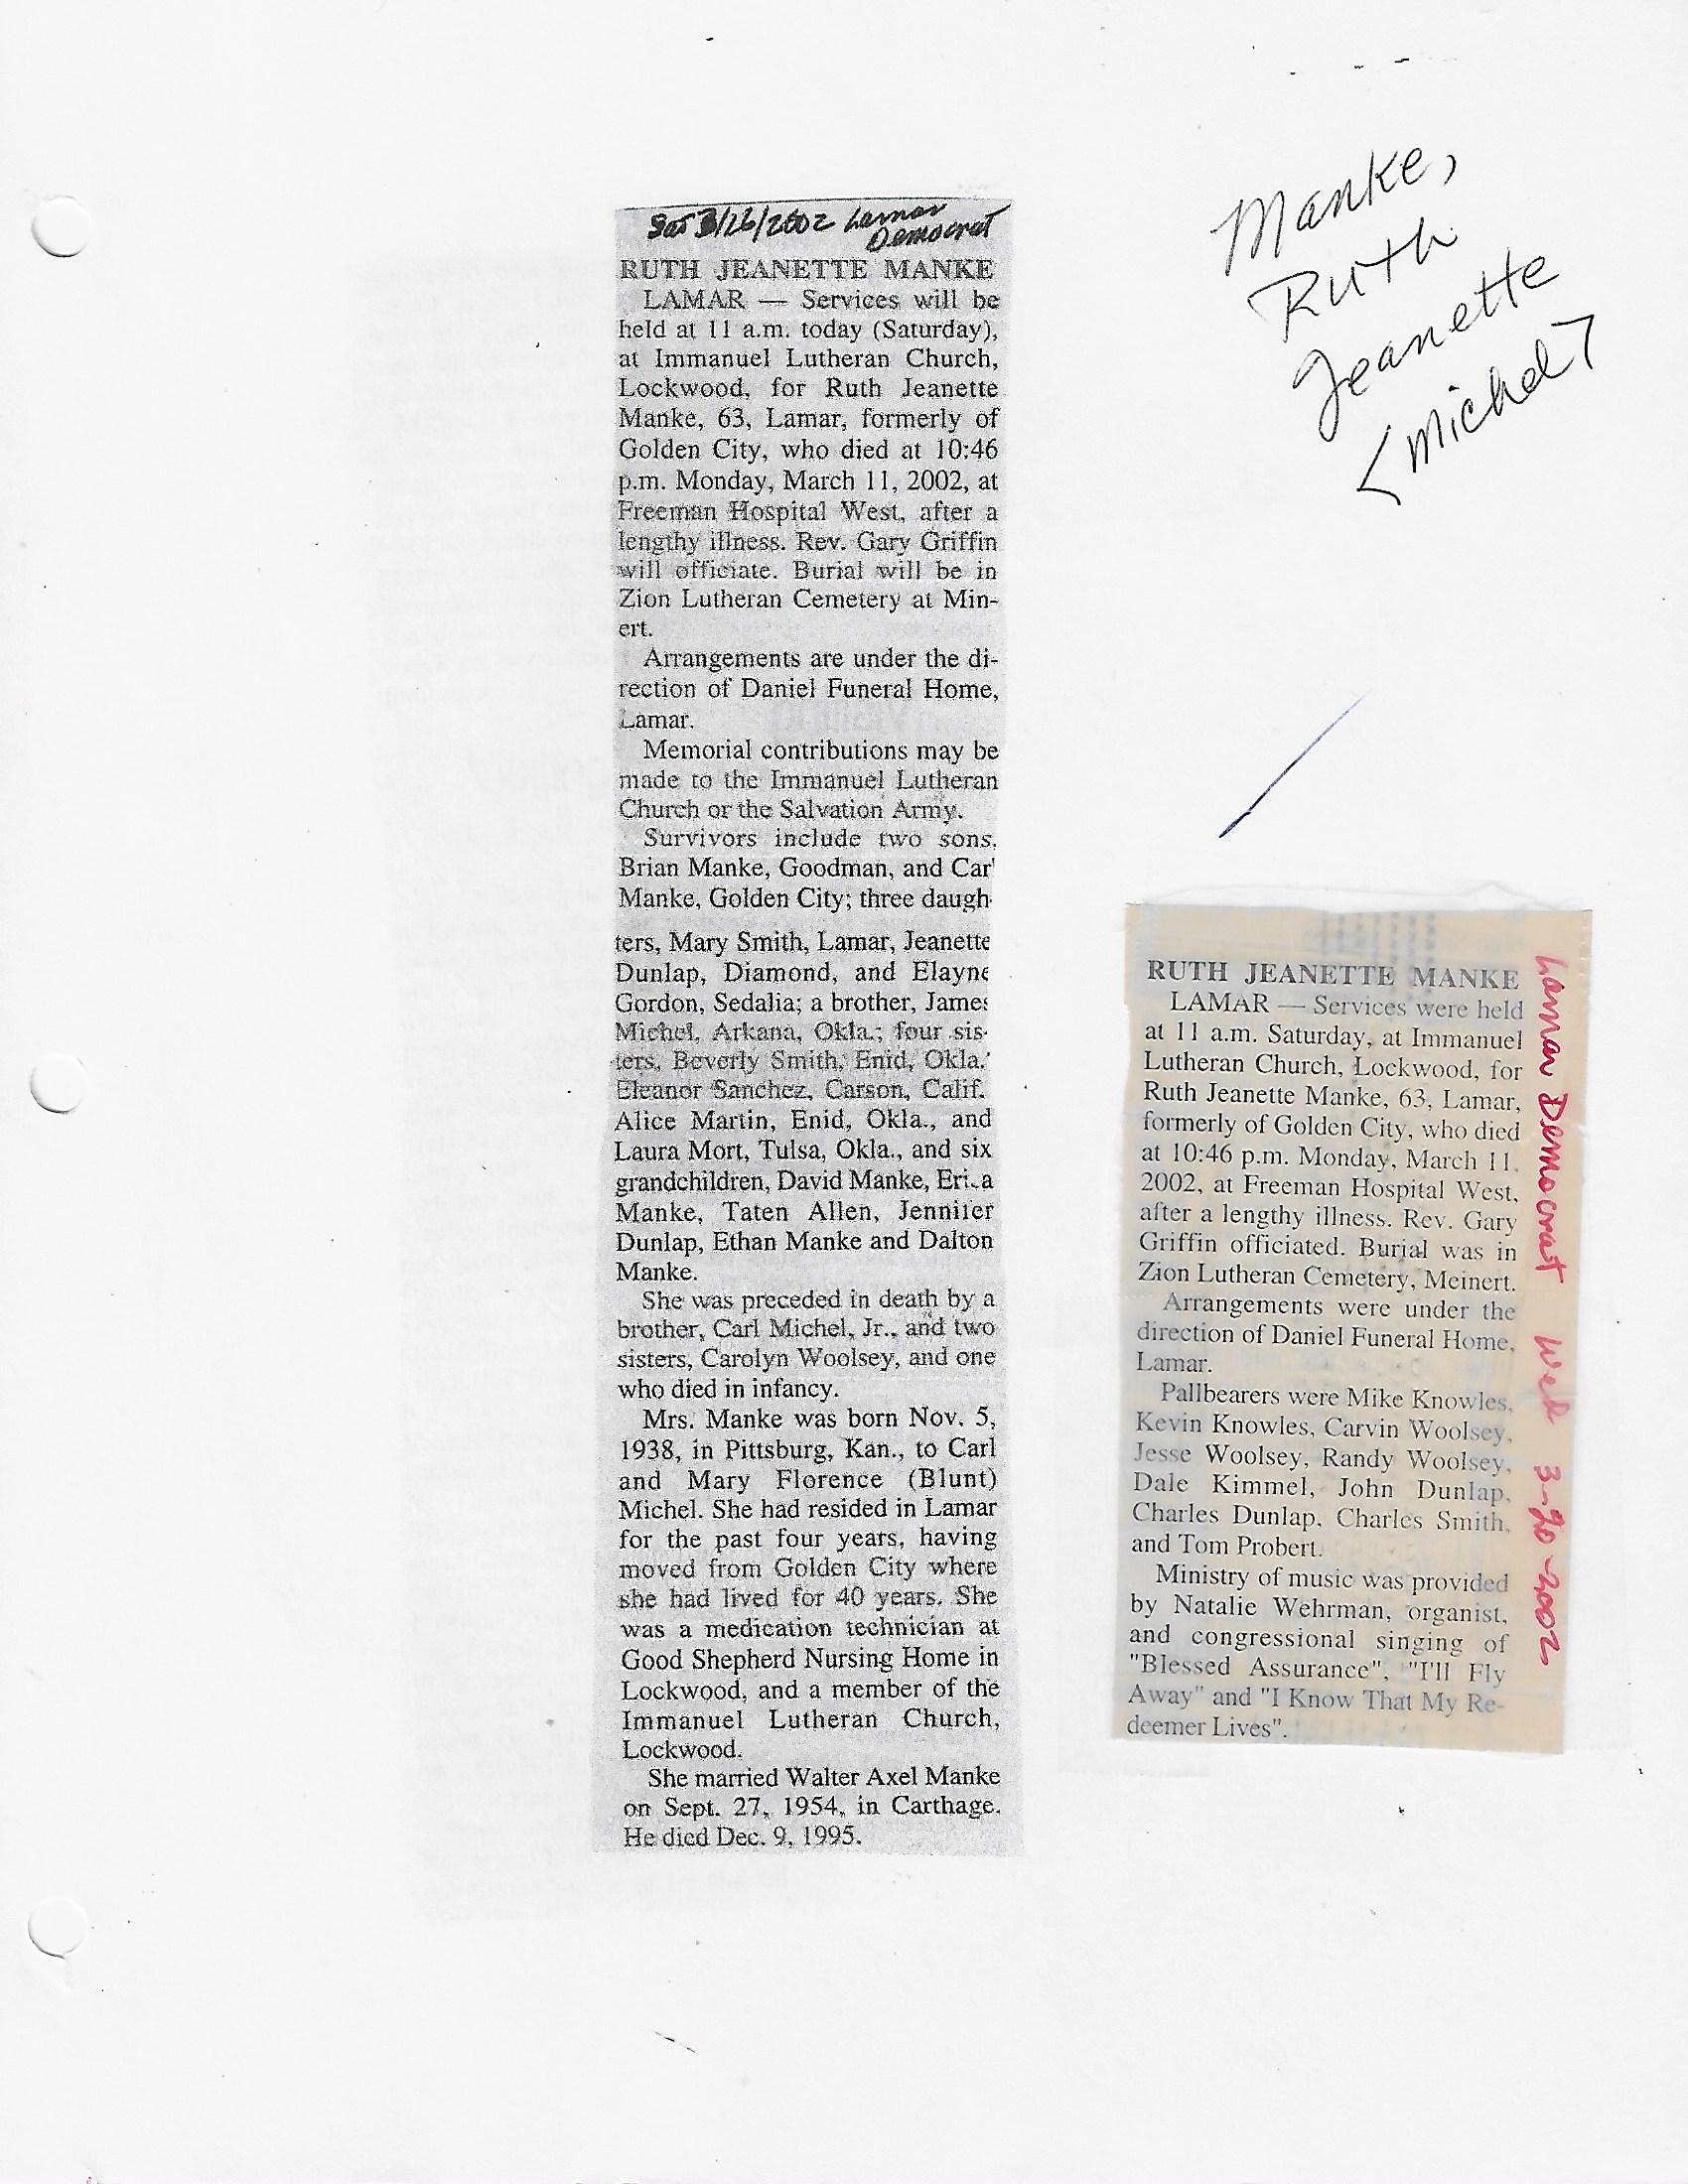 Manke,
Ruth
Jeanette
<Michel>
Sat 3/16/2002 Lamar
Democrat
RUTH JEANETTE MANKE
LAMAR — Services will be
held at 11 a.m. today (Saturday),
at Immanuel Lutheran Church,
Lockwood, for Ruth Jeanette
Manke, 63, Lamar, formerly of
Golden City, who died at 10:46
p.m. Monday, March 11, 2002, at
Freeman Hospital West, after a
lengthy illness. Rev. Gary Griffin
will officiate. Burial will be in
Zion Lutheran Cemetery at Min-
ert.
Arrangements are under the di-
rection of Daniel Funeral Home,
Lamar.
Memorial contributions may be
made to the Immanuel Lutheran
Church or the Salvation Army.
Survivors include two sons,
Brian Manke, Goodman, and Carl
Manke, Golden City; three daugh-
ters, Mary Smith, Lamar, Jeanette
Dunlap, Diamond, and Elayne
Gordon, Sedalia; a brother, James
Michel, Arkana, Okla.; four sis-
ters, Beverly Smith, Enid, Okla.,
Eleanor Sanchez, Carson, Calif.
Alice Martin, Enid, Okla., and
Laura Mort, Tulsa, Okla., and six
grandchildren, David Manke,
Manke, Taten Allen, Jennifer
Dunlap, Ethan Manke and Dalton
Manke.
She was preceded in death by a
brother, Carl Michel, Jr., and two
sisters, Carolyn Woolsey, and one
who died in infancy.
Mrs. Manke was born Nov. 5,
1938, in Pittsburg, Kan., to Carl
and Mary Florence (Blunt)
Michel. She had resided in Lamar
for the past four years, having
moved from Golden City where
she had lived for 40 years. She
was a medication technician at
Good Shepherd Nursing Home in
Lockwood, and a member of the
Immanuel Lutheran Church,
Lockwood.
She married Walter Axel Manke
on Sept. 27, 1954, in Carthage.
He died Dec. 9, 1995.
RUTH JEANETTE MANKE
LAMAR — Services were held
at 11 a.m. Saturday, at Immanuel
Lutheran Church, Lockwood, for
Ruth Jeanette Manke, 63, Lamar,
formerly of Golden City, who died
at 10:46 p.m. Monday, March 11,
2002, at Freeman Hospital West,
after a lengthy illness. Rev. Gary
Griffin officiated. Burial was in
Zion Lutheran Cemetery, Meinert.
Arrangements were under the
direction of Daniel Funeral Home,
Lamar.
Pallbearers were Mike Knowles,
Kevin Knowles, Carvin Woolsey,
Jesse Woolsey, Randy Woolsey,
Dale Kimmel, John Dunlap,
Charles Dunlap, Charles Smith,
and Tom Probert.
Ministry of music was provided
by Natalie Wehrman, organist,
and congressional singing of
"Blessed Assurance", "I'll Fly
Away" and "I Know That My Re-
deemer Lives".
Lamar Democrat Wed 3-20-2002